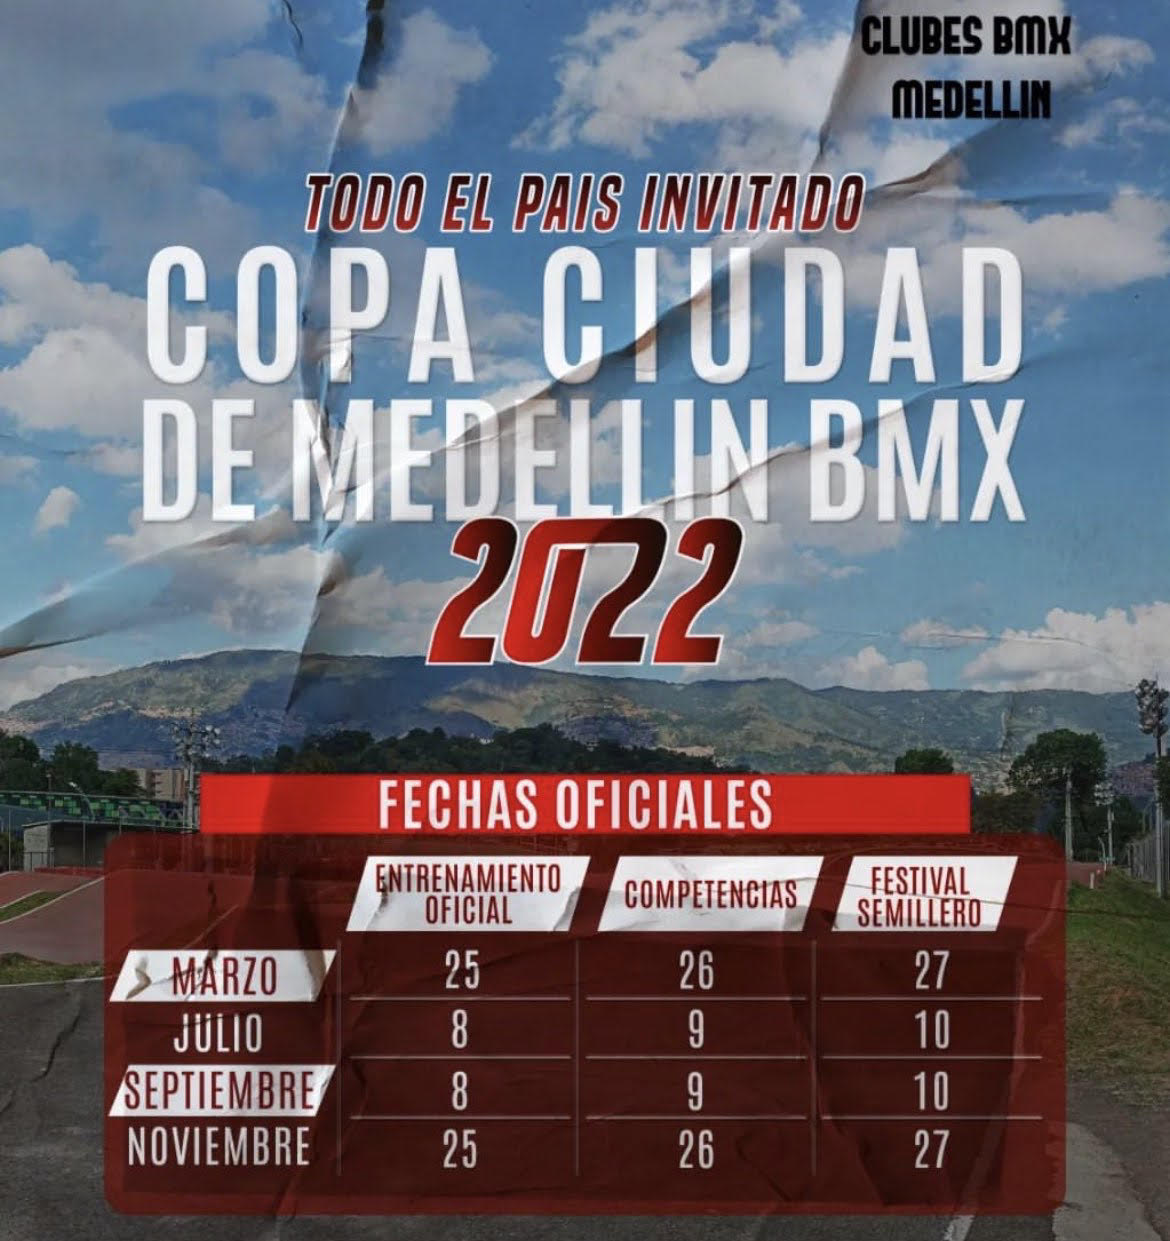 CLUBES BMX
MEDELLIN
TODO EL PAIS INVITADO
COPA CIUDAD
DE MEDELLIN BMX
2022
FECHAS OFICIALES
ENTRENAMIENTO OFICIAL COMPETENCIAS FESTIVAL SEMILLERO
MARZO 25 26 27
JULIO 8 9 10
SEPTIEMBRE 8 9 10
NOVIEMBRE 25 26 27